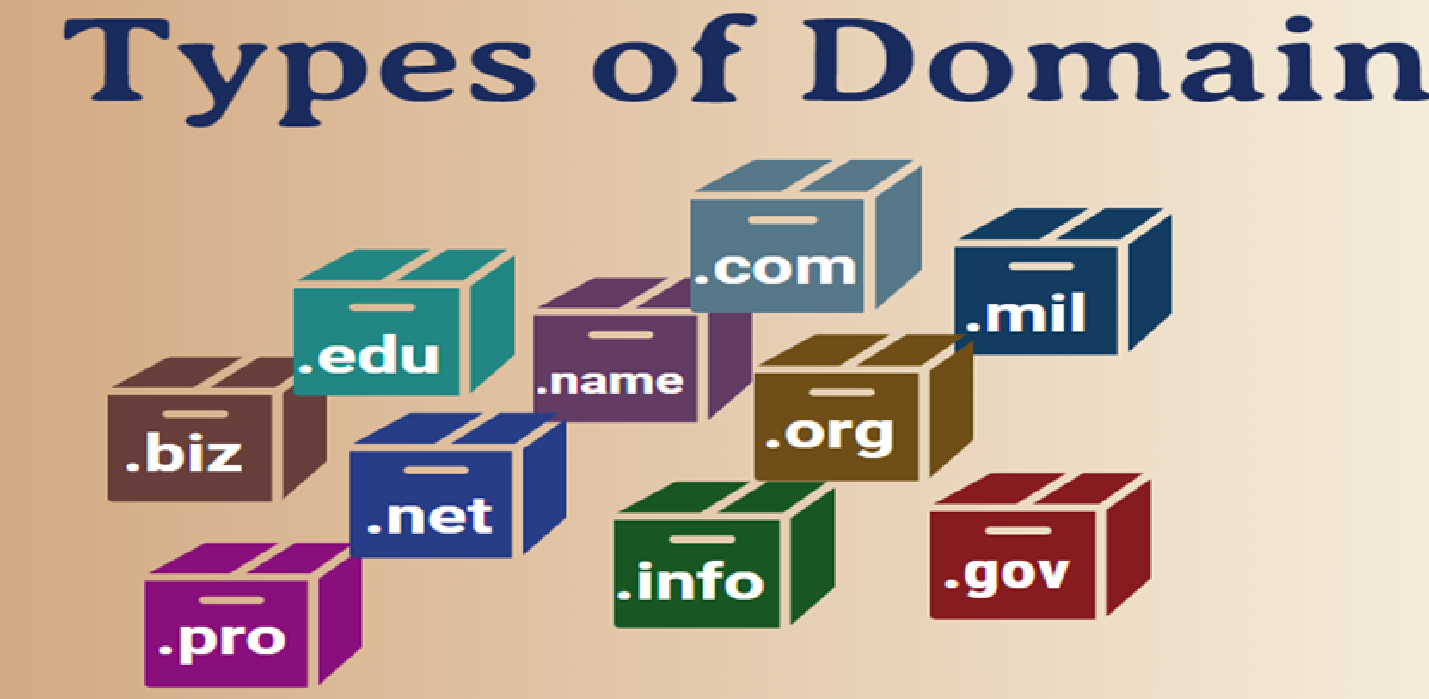 Types of Domain
.com
.mil
.edu
.name
.org
.biz
.net
.info
.gov
.pro